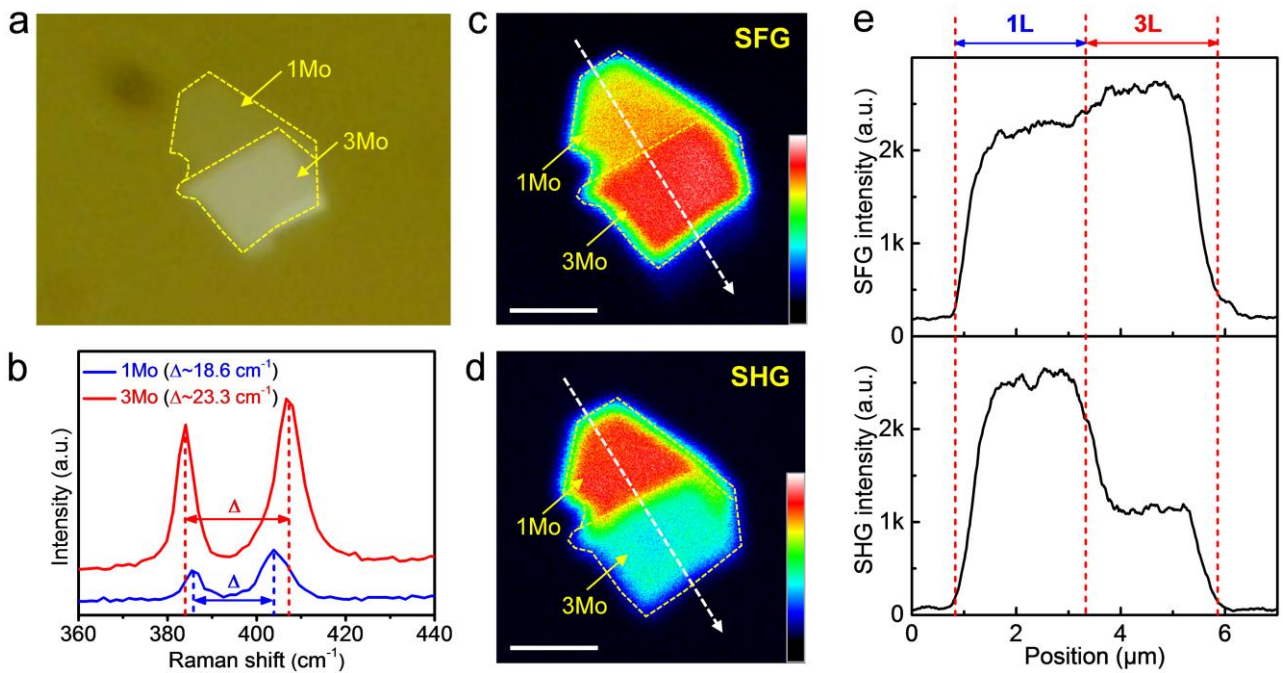 a
1Mo
3Mo
b
1Mo (Δ~18.6 cm⁻¹)
3Mo (Δ~23.3 cm⁻¹)
Δ
Δ
Intensity (a.u.)
360 380 400 420 440
Raman shift (cm⁻¹)
c
SFG
1Mo
3Mo
d
SHG
1Mo
3Mo
e
1L 3L
SFG intensity (a.u.)
2k
1k
0
SHG intensity (a.u.)
2k
1k
0
0 2 4 6
Position (μm)